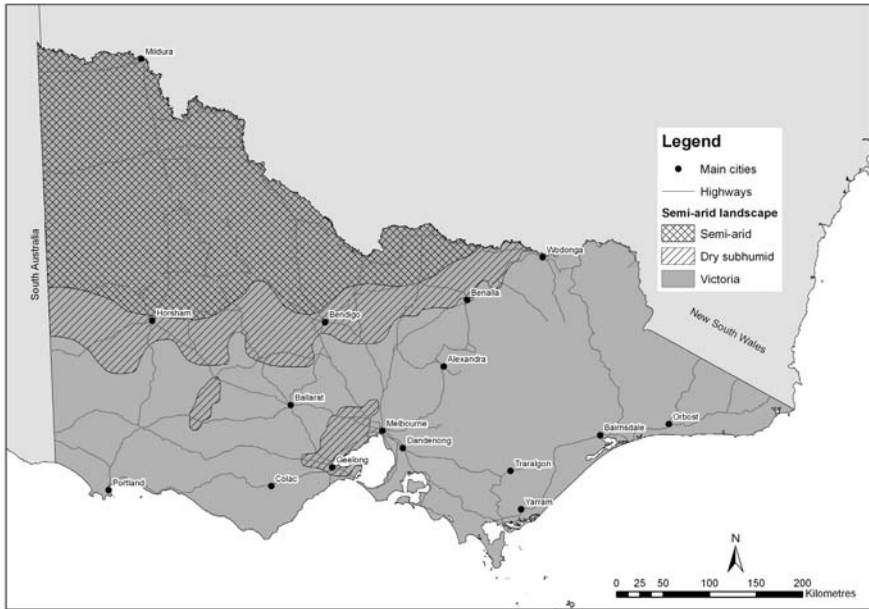 Mildura
Legend
Main cities
Highways
Semi-arid landscape
Semi-arid
Dry subhumid
Victoria
South Australia
Wodonga
Benalla
Horsham
Bendigo
New South Wales
Alexandra
Ballarat
Melbourne
Dandenong
Orbost
Bairnsdale
Geelong
Traralgon
Colac
Portland
Yarram
N
0 25 50 100 150 200
Kilometres